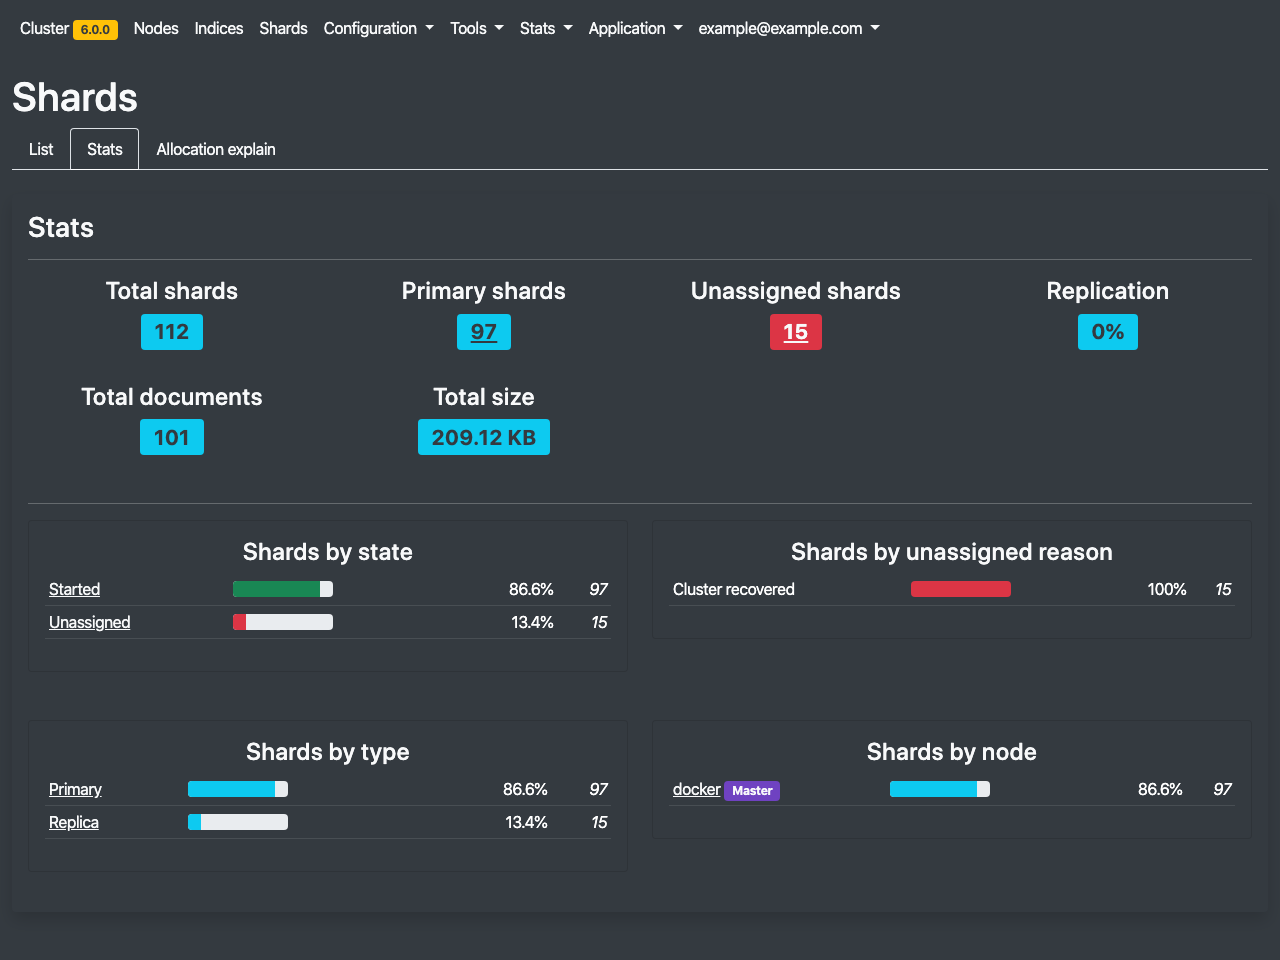 Cluster 6.0.0 Nodes Indices Shards Configuration Tools Stats Application example@example.com
Shards
List Stats Allocation explain
Stats
Total shards Primary shards Unassigned shards Replication
112 97 15 0%
Total documents Total size
101 209.12 KB
Shards by state
Started 86.6% 97
Unassigned 13.4% 15
Shards by unassigned reason
Cluster recovered 100% 15
Shards by type
Primary 86.6% 97
Replica 13.4% 15
Shards by node
docker Master 86.6% 97